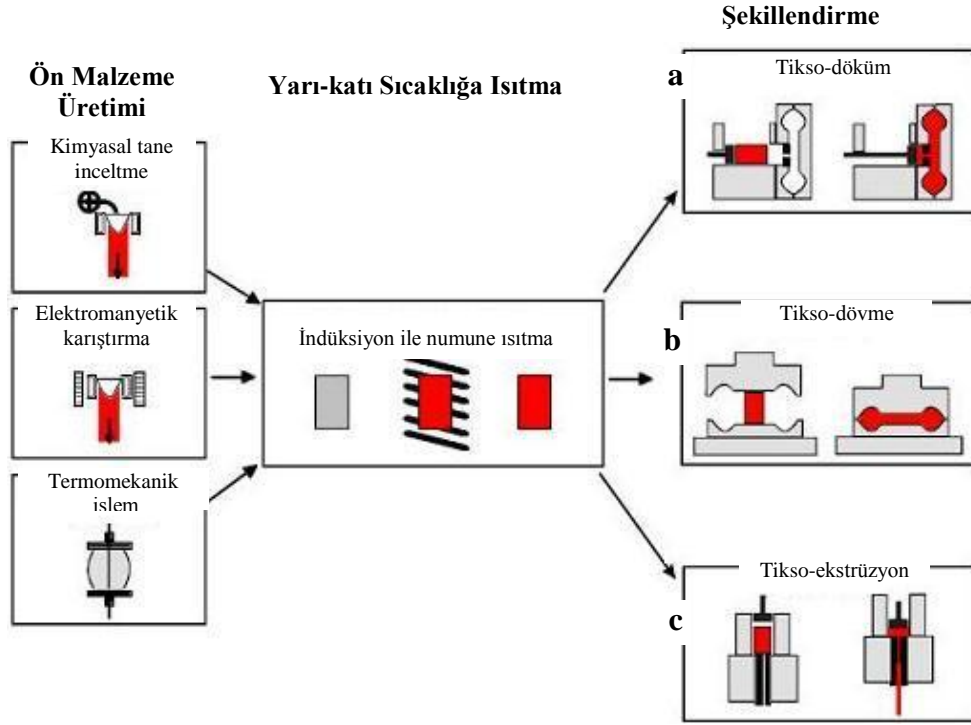 Ön Malzeme
Üretimi
Kimyasal tane
inceltme
Elektromanyetik
karıştırma
Termomekanik
işlem
Yarı-katı Sıcaklığa Isıtma
İndüksiyon ile numune ısıtma
Şekillendirme
a
Tikso-döküm
b
Tikso-dövme
c
Tikso-ekstrüzyon